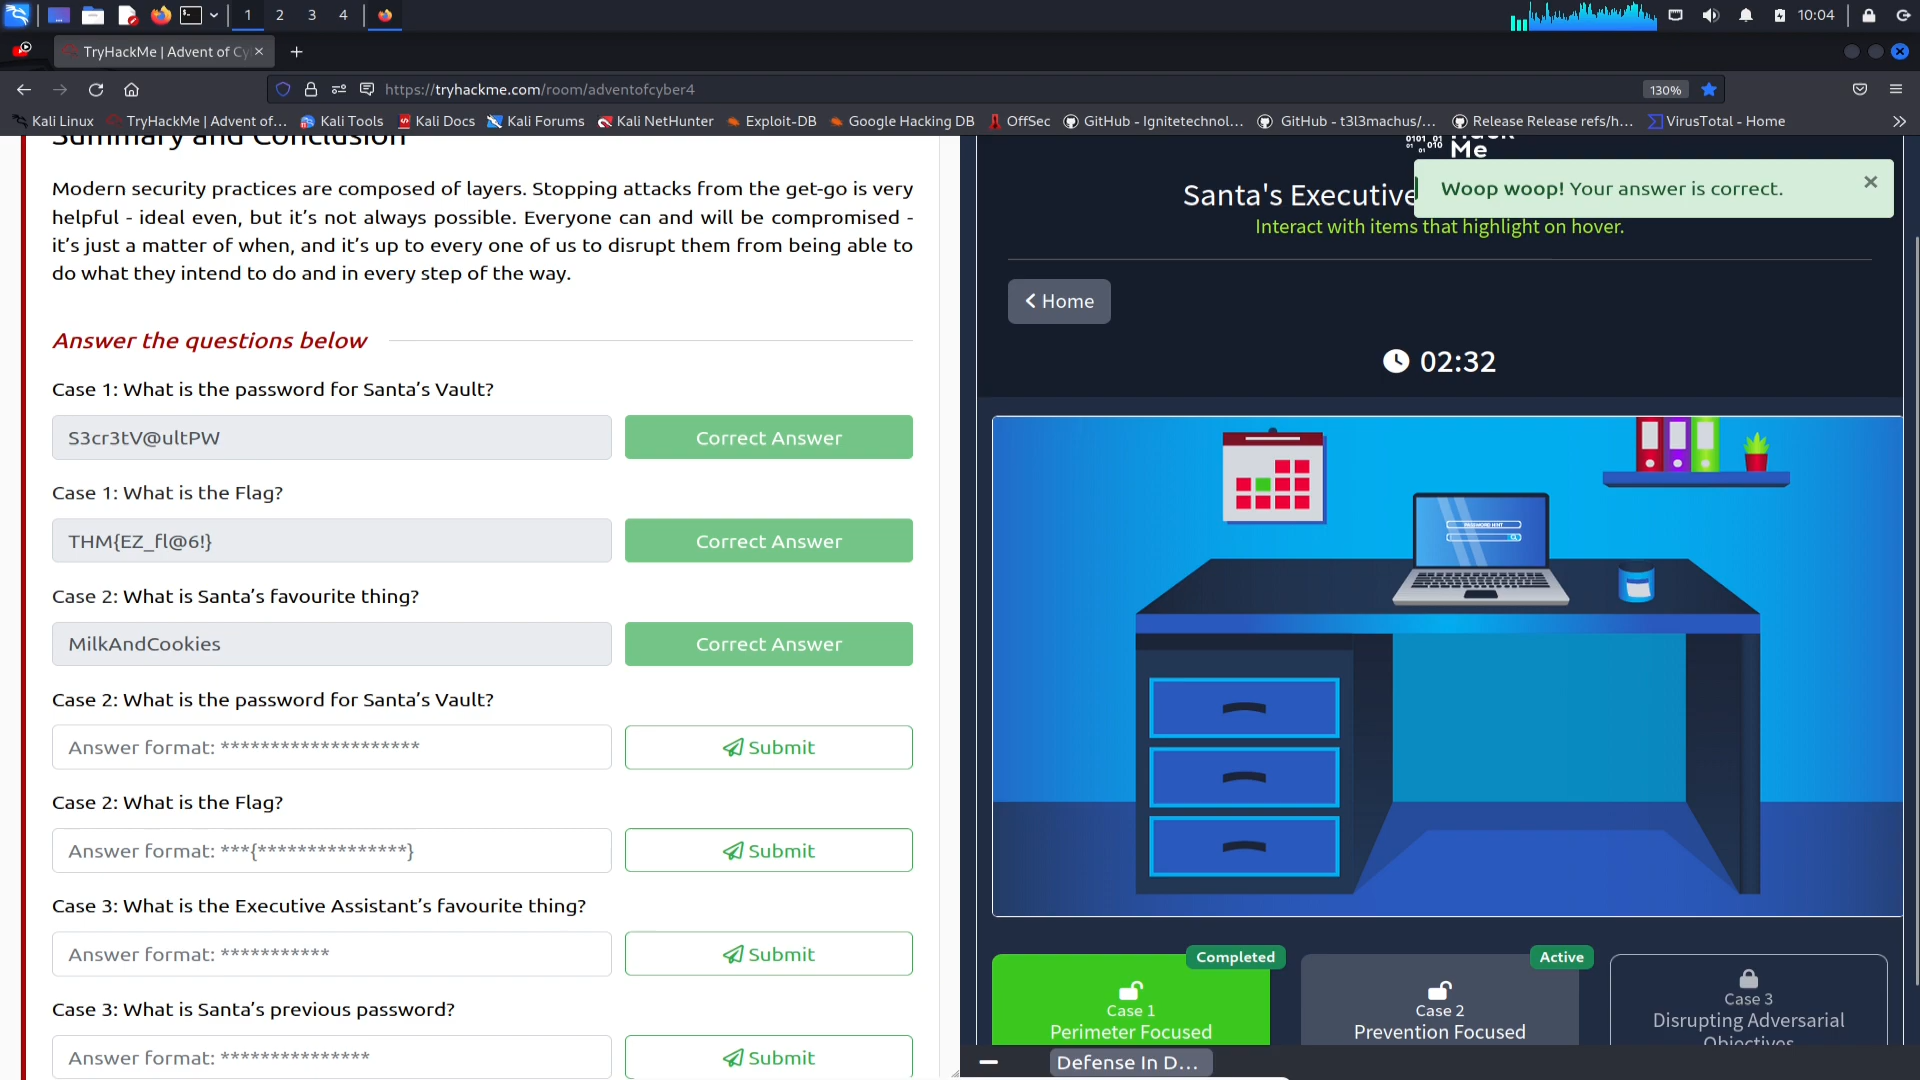 1
2
3
4
10:04
TryHackMe | Advent of Cy
https://tryhackme.com/room/adventofcyber4
130%
Kali Linux
TryHackMe | Advent of...
Kali Tools
Kali Docs
Kali Forums
Kali NetHunter
Exploit-DB
Google Hacking DB
OffSec
GitHub - Ignitetechnol...
GitHub - t3l3machus/...
Release Release refs/h...
VirusTotal - Home
Summary and Conclusion
Modern security practices are composed of layers. Stopping attacks from the get-go is very
helpful - ideal even, but it’s not always possible. Everyone can and will be compromised -
it’s just a matter of when, and it’s up to every one of us to disrupt them from being able to
do what they intend to do and in every step of the way.
Answer the questions below
Case 1: What is the password for Santa’s Vault?
S3cr3tV@ultPW
Correct Answer
Case 1: What is the Flag?
THM{EZ_fl@6!}
Correct Answer
Case 2: What is Santa’s favourite thing?
MilkAndCookies
Correct Answer
Case 2: What is the password for Santa’s Vault?
Answer format: ********************
Submit
Case 2: What is the Flag?
Answer format: ***{***************}
Submit
Case 3: What is the Executive Assistant’s favourite thing?
Answer format: ***********
Submit
Case 3: What is Santa’s previous password?
Answer format: ***************
Submit
Hack
Me
Woop woop! Your answer is correct.
Santa's Executive
Interact with items that highlight on hover.
Home
02:32
PASSWORD HINT
Completed
Case 1
Perimeter Focused
Active
Case 2
Prevention Focused
Case 3
Disrupting Adversarial
Objectives
Defense In D...